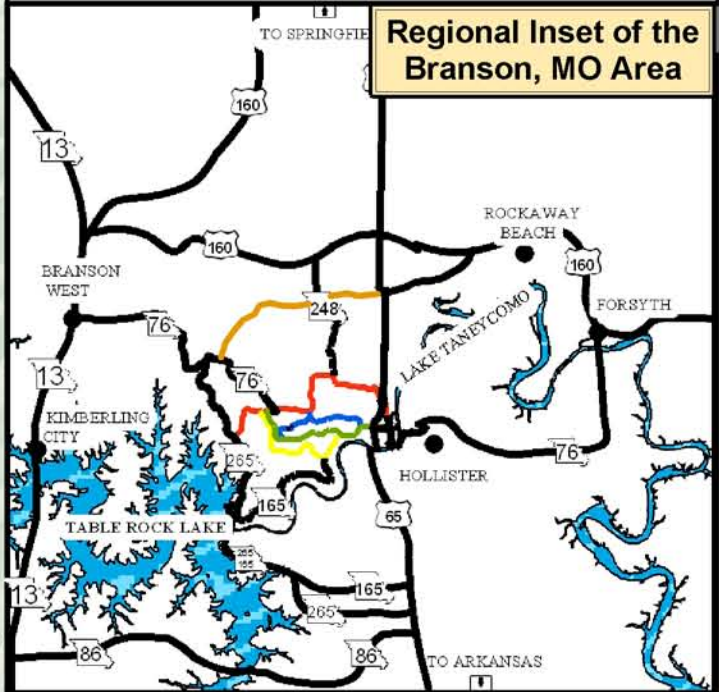 Regional Inset of the
Branson, MO Area
TO SPRINGFIE
160
13
ROCKAWAY
BEACH
160
160
BRANSON
WEST
FORSYTH
248
76
LAKE TANEYCOMO
13
76
KIMBERLING
CITY
265
76
HOLLISTER
165
65
TABLE ROCK LAKE
265
165
165
13
265
86
86
TO ARKANSAS